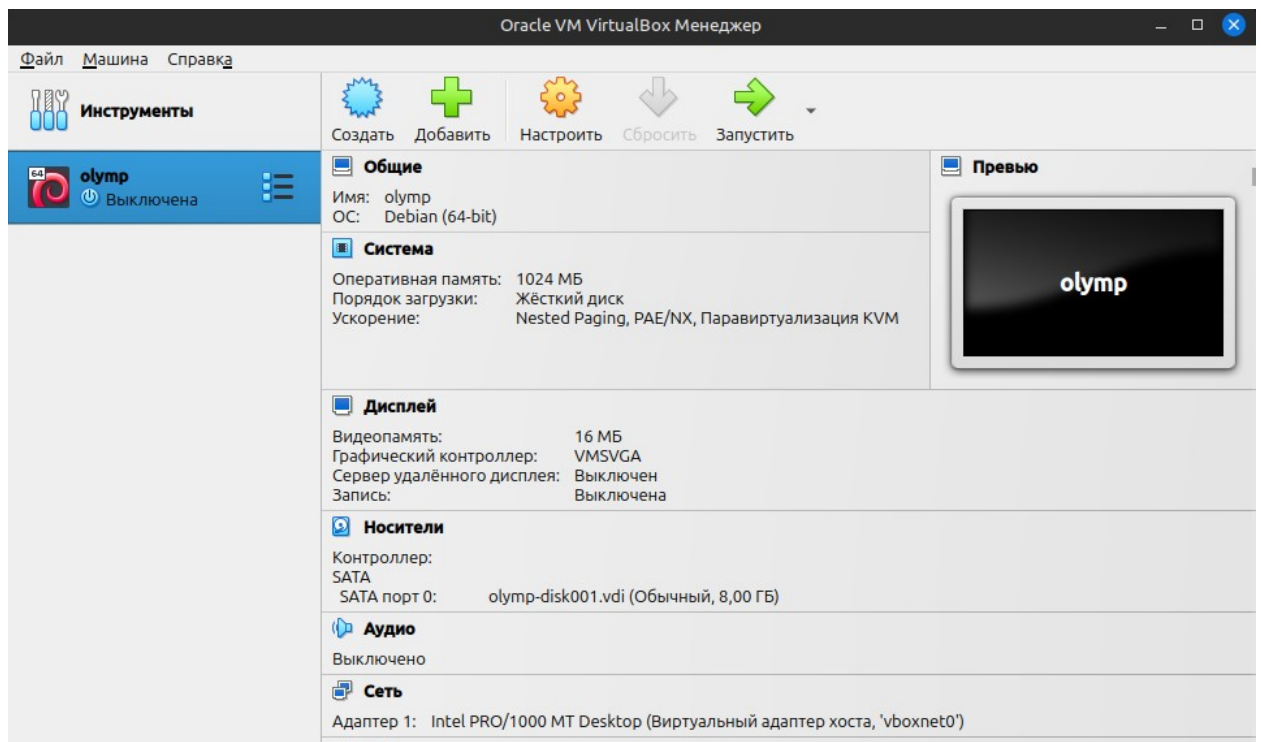 Oracle VM VirtualBox Менеджер
Файл Машина Справка
Инструменты
Создать Добавить Настроить Сбросить Запустить
64
olymp
Выключена
Общие
Имя: olymp
ОС: Debian (64-bit)
Превью
olymp
Система
Оперативная память: 1024 МБ
Порядок загрузки: Жёсткий диск
Ускорение: Nested Paging, PAE/NX, Паравиртуализация KVM
Дисплей
Видеопамять: 16 МБ
Графический контроллер: VMSVGA
Сервер удалённого дисплея: Выключен
Запись: Выключена
Носители
Контроллер:
SATA
SATA порт 0: olymp-disk001.vdi (Обычный, 8,00 ГБ)
Аудио
Выключено
Сеть
Адаптер 1: Intel PRO/1000 MT Desktop (Виртуальный адаптер хоста, 'vboxnet0')